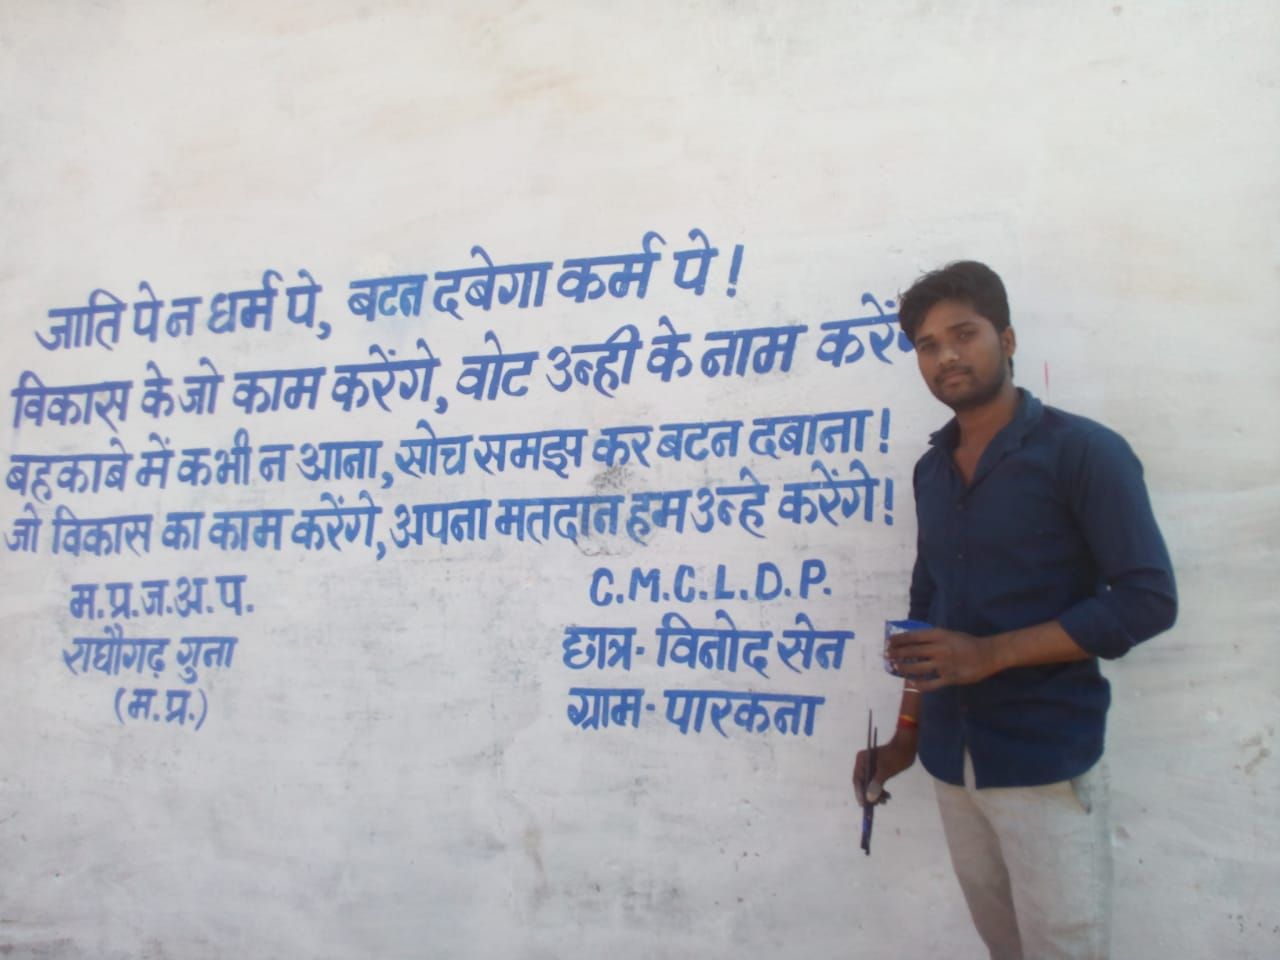 जाति पे न धर्म पे, बटन दबेगा कर्म पे!
विकास के जो काम करेंगे, वोट उन्ही के नाम करें
बहकाबे में कभी न आना, सोच समझ कर बटन दबाना!
जो विकास का काम करेंगे, अपना मतदान हम उन्हे करेंगे!
म.प्र.ज.अ.प.
राघौगढ़ गुना
(म.प्र.)
C.M.C.L.D.P.
छात्र- विनोद सेन
ग्राम- पारकना